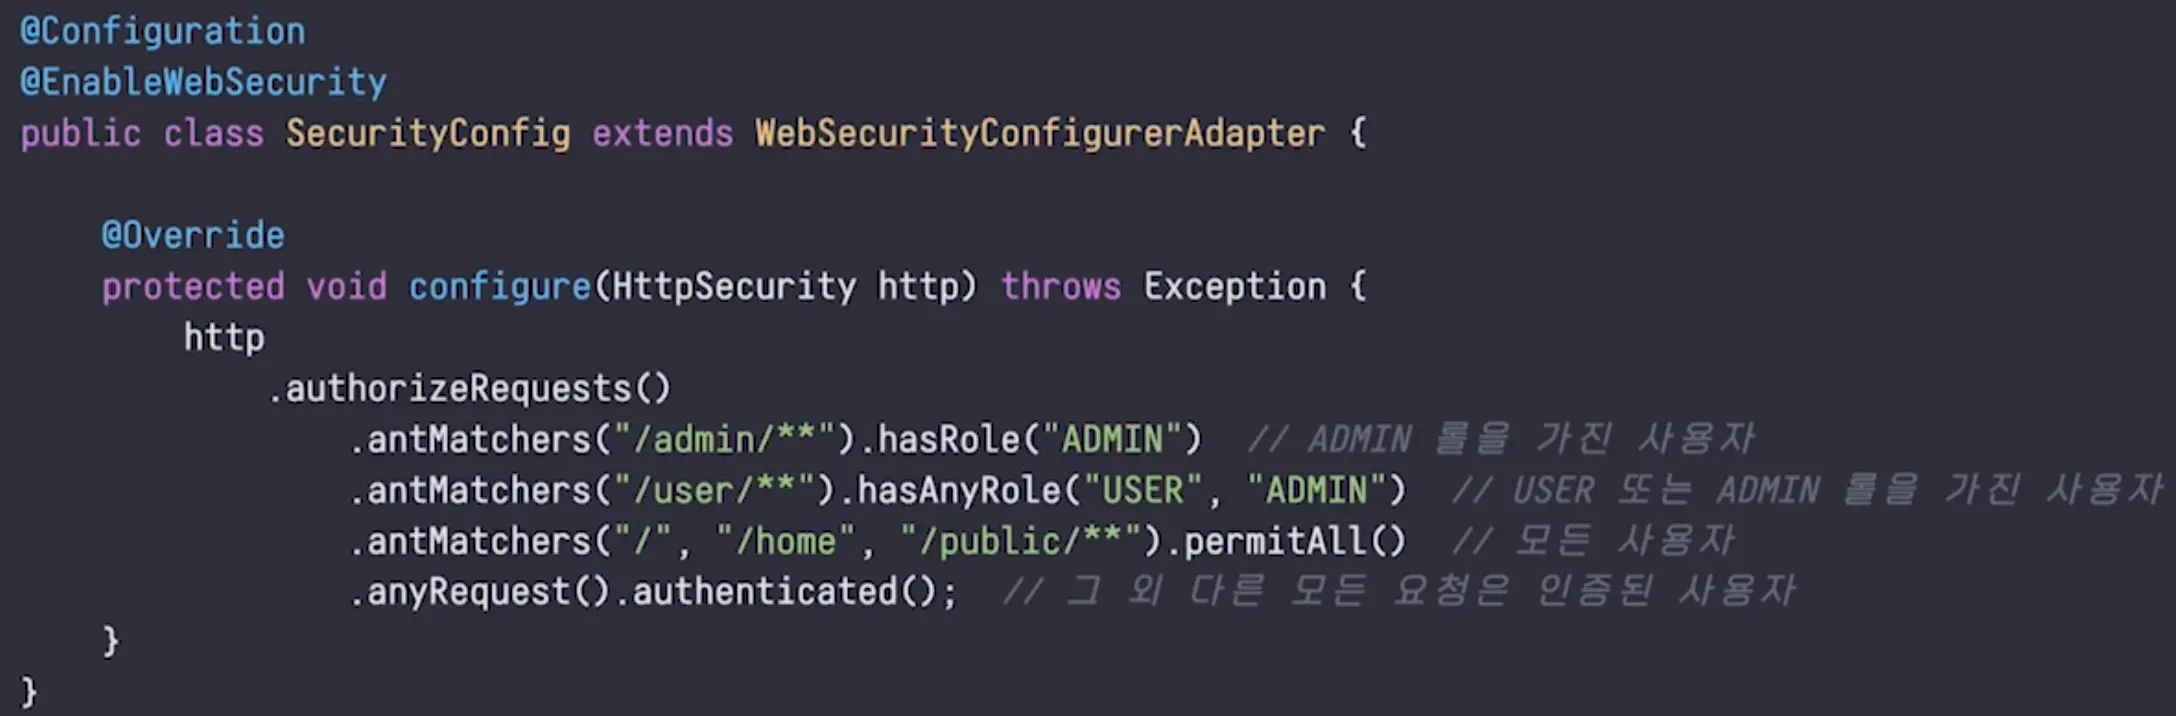 @Configuration
@EnableWebSecurity
public class SecurityConfig extends WebSecurityConfigurerAdapter {
@Override
protected void configure(HttpSecurity http) throws Exception {
http
.authorizeRequests()
.antMatchers("/admin/**").hasRole("ADMIN") // ADMIN 롤을 가진 사용자
.antMatchers("/user/**").hasAnyRole("USER", "ADMIN") // USER 또는 ADMIN 롤을 가진 사용자
.antMatchers("/", "/home", "/public/**").permitAll() // 모든 사용자
.anyRequest().authenticated(); // 그 외 다른 모든 요청은 인증된 사용자
}
}